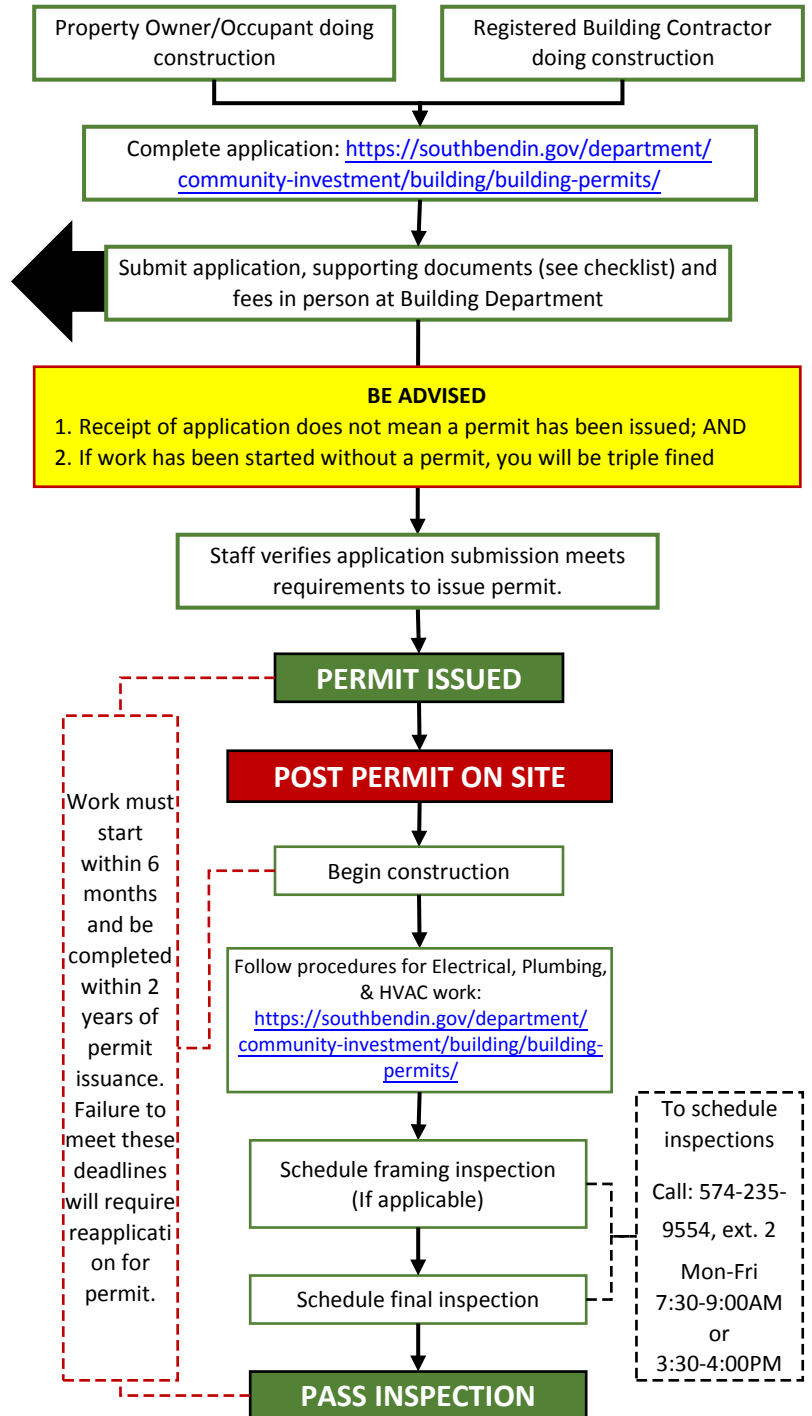 Property Owner/Occupant doing
construction
Registered Building Contractor
doing construction
Complete application: https://southbendin.gov/department/
community-investment/building/building-permits/
Submit application, supporting documents (see checklist) and
fees in person at Building Department
BE ADVISED
1. Receipt of application does not mean a permit has been issued; AND
2. If work has been started without a permit, you will be triple fined
Staff verifies application submission meets
requirements to issue permit.
PERMIT ISSUED
POST PERMIT ON SITE
Work must
start
within 6
months
and be
completed
within 2
years of
permit
issuance.
Failure to
meet these
deadlines
will require
reapplicati
on for
permit.
Begin construction
Follow procedures for Electrical, Plumbing,
& HVAC work:
https://southbendin.gov/department/
community-investment/building/building-
permits/
Schedule framing inspection
(If applicable)
Schedule final inspection
To schedule
inspections
Call: 574-235-
9554, ext. 2
Mon-Fri
7:30-9:00AM
or
3:30-4:00PM
PASS INSPECTION